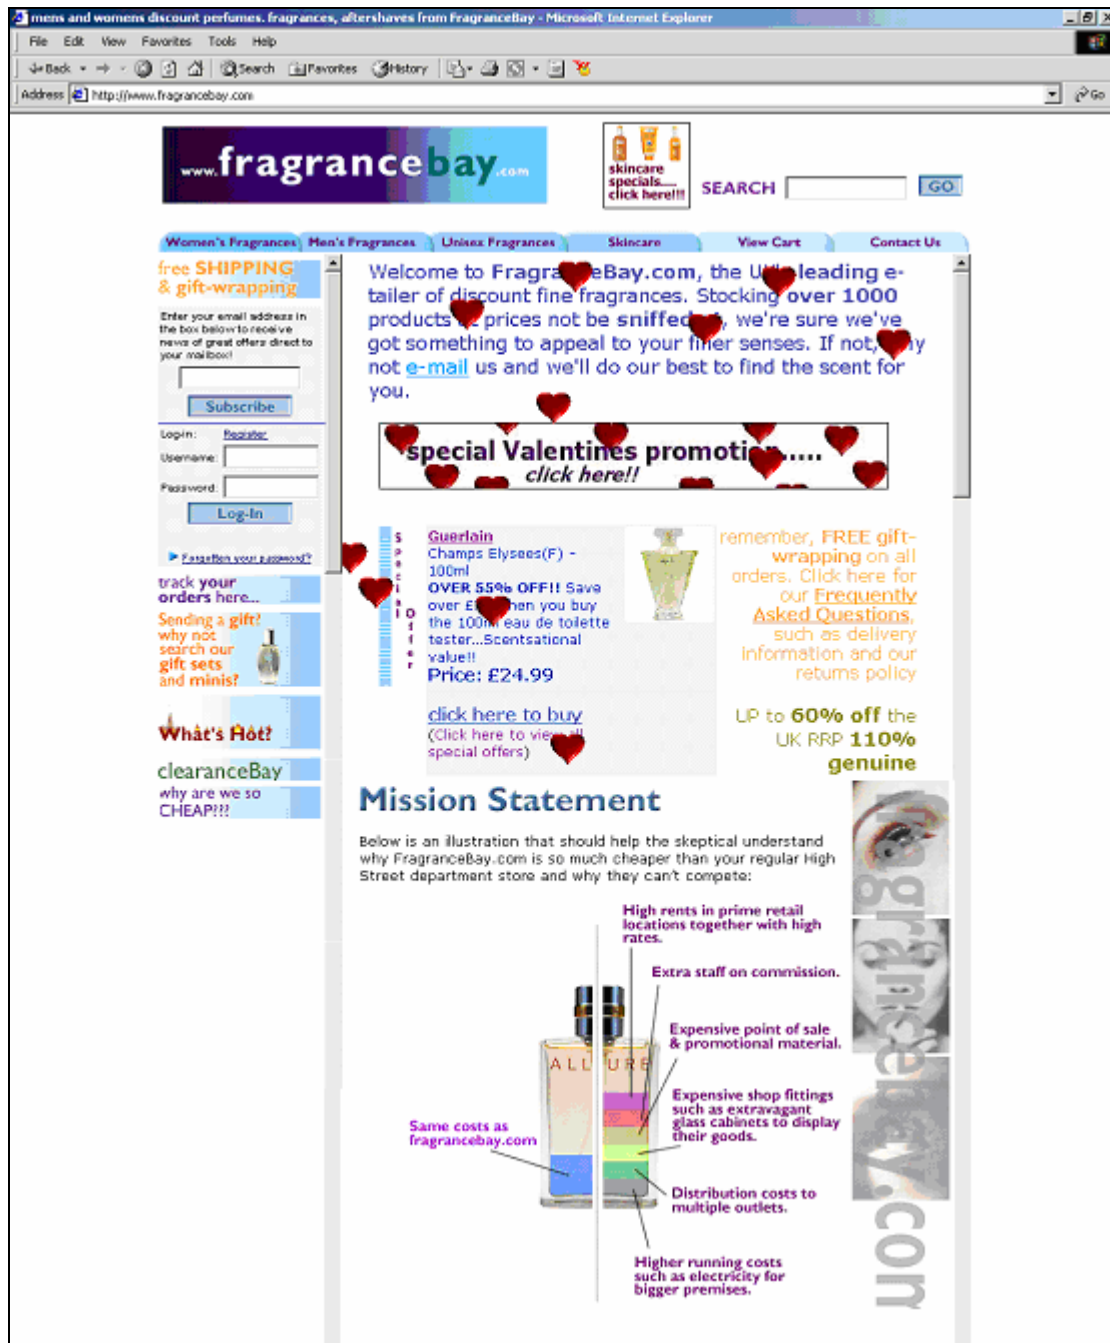 mens and womens discount perfumes. fragrances, aftershaves from FragranceBay - Microsoft Internet Explorer
File Edit View Favorites Tools Help
Back Search Favorites History
Address http://www.fragrancebay.com Go
www.fragrancebay.com
skincare
specials.....
click here!!!
SEARCH GO
Women's Fragrances Men's Fragrances Unisex Fragrances Skincare View Cart Contact Us
free SHIPPING
& gift-wrapping
Enter your email address in
the box below to receive
news of great offers direct to
your mailbox!
Subscribe
Log-in: Register
Username:
Password:
Log-In
Forgotten your password?
track your
orders here...
Sending a gift?
why not
search our
gift sets
and minis?
What's Hot?
clearanceBay
why are we so
CHEAP???
Welcome to FragranceBay.com, the leading e-
tailer of discount fine fragrances. Stocking over 1000
products prices not be sniffed we're sure we've
got something to appeal to your finer senses. If not,
not e-mail us and we'll do our best to find the scent for
you.
special Valentines promotion.....
click here!!
Special Offer
Guerlain
Champs Elysees(F) -
100ml
OVER 55% OFF!! Save
over when you buy
the 100ml eau de toilette
tester...Scentsational
value!!
Price: £24.99
click here to buy
(Click here to view all
special offers)
remember, FREE gift-
wrapping on all
orders. Click here for
our Frequently
Asked Questions,
such as delivery
information and our
returns policy
UP to 60% off the
UK RRP 110%
genuine
Mission Statement
Below is an illustration that should help the skeptical understand
why FragranceBay.com is so much cheaper than your regular High
Street department store and why they can't compete:
High rents in prime retail
locations together with high
rates.
Extra staff on commission.
Expensive point of sale
& promotional material.
Expensive shop fittings
such as extravagant
glass cabinets to display
their goods.
Distribution costs to
multiple outlets.
Higher running costs
such as electricity for
bigger premises.
ALLURE
Same costs as
fragrancebay.com
fragrancebay.com